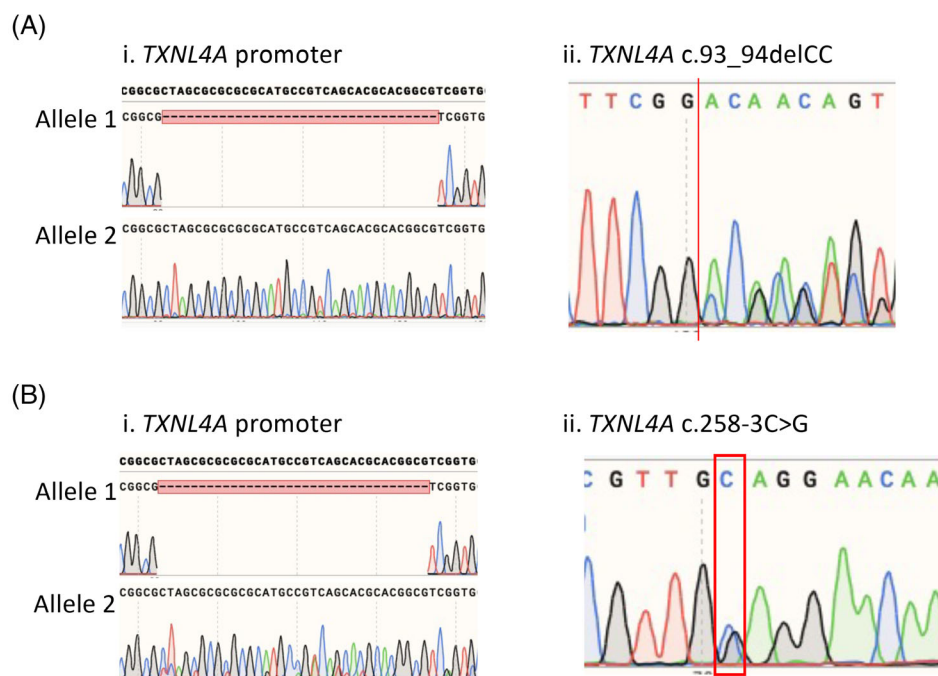 (A)
i. TXNL4A promoter
CGGCGCTAGCGCGCGCGCATGCCGTCAGCACGCACGGCGTCGGTG
Allele 1
CGGCG----------------------------------TCGGTG
Allele 2
CGGCGCTAGCGCGCGCGCATGCCGTCAGCACGCACGGCGTCGGTG
ii. TXNL4A c.93_94delCC
T T C G G A C A A C A G T
(B)
i. TXNL4A promoter
CGGCGCTAGCGCGCGCGCATGCCGTCAGCACGCACGGCGTCGGTG
Allele 1
CGGCG----------------------------------TCGGTG
Allele 2
CGGCGCTAGCGCGCGCGCATGCCGTCAGCACGCACGGCGTCGGTG
ii. TXNL4A c.258-3C>G
C G T T G C A G G A A C A A